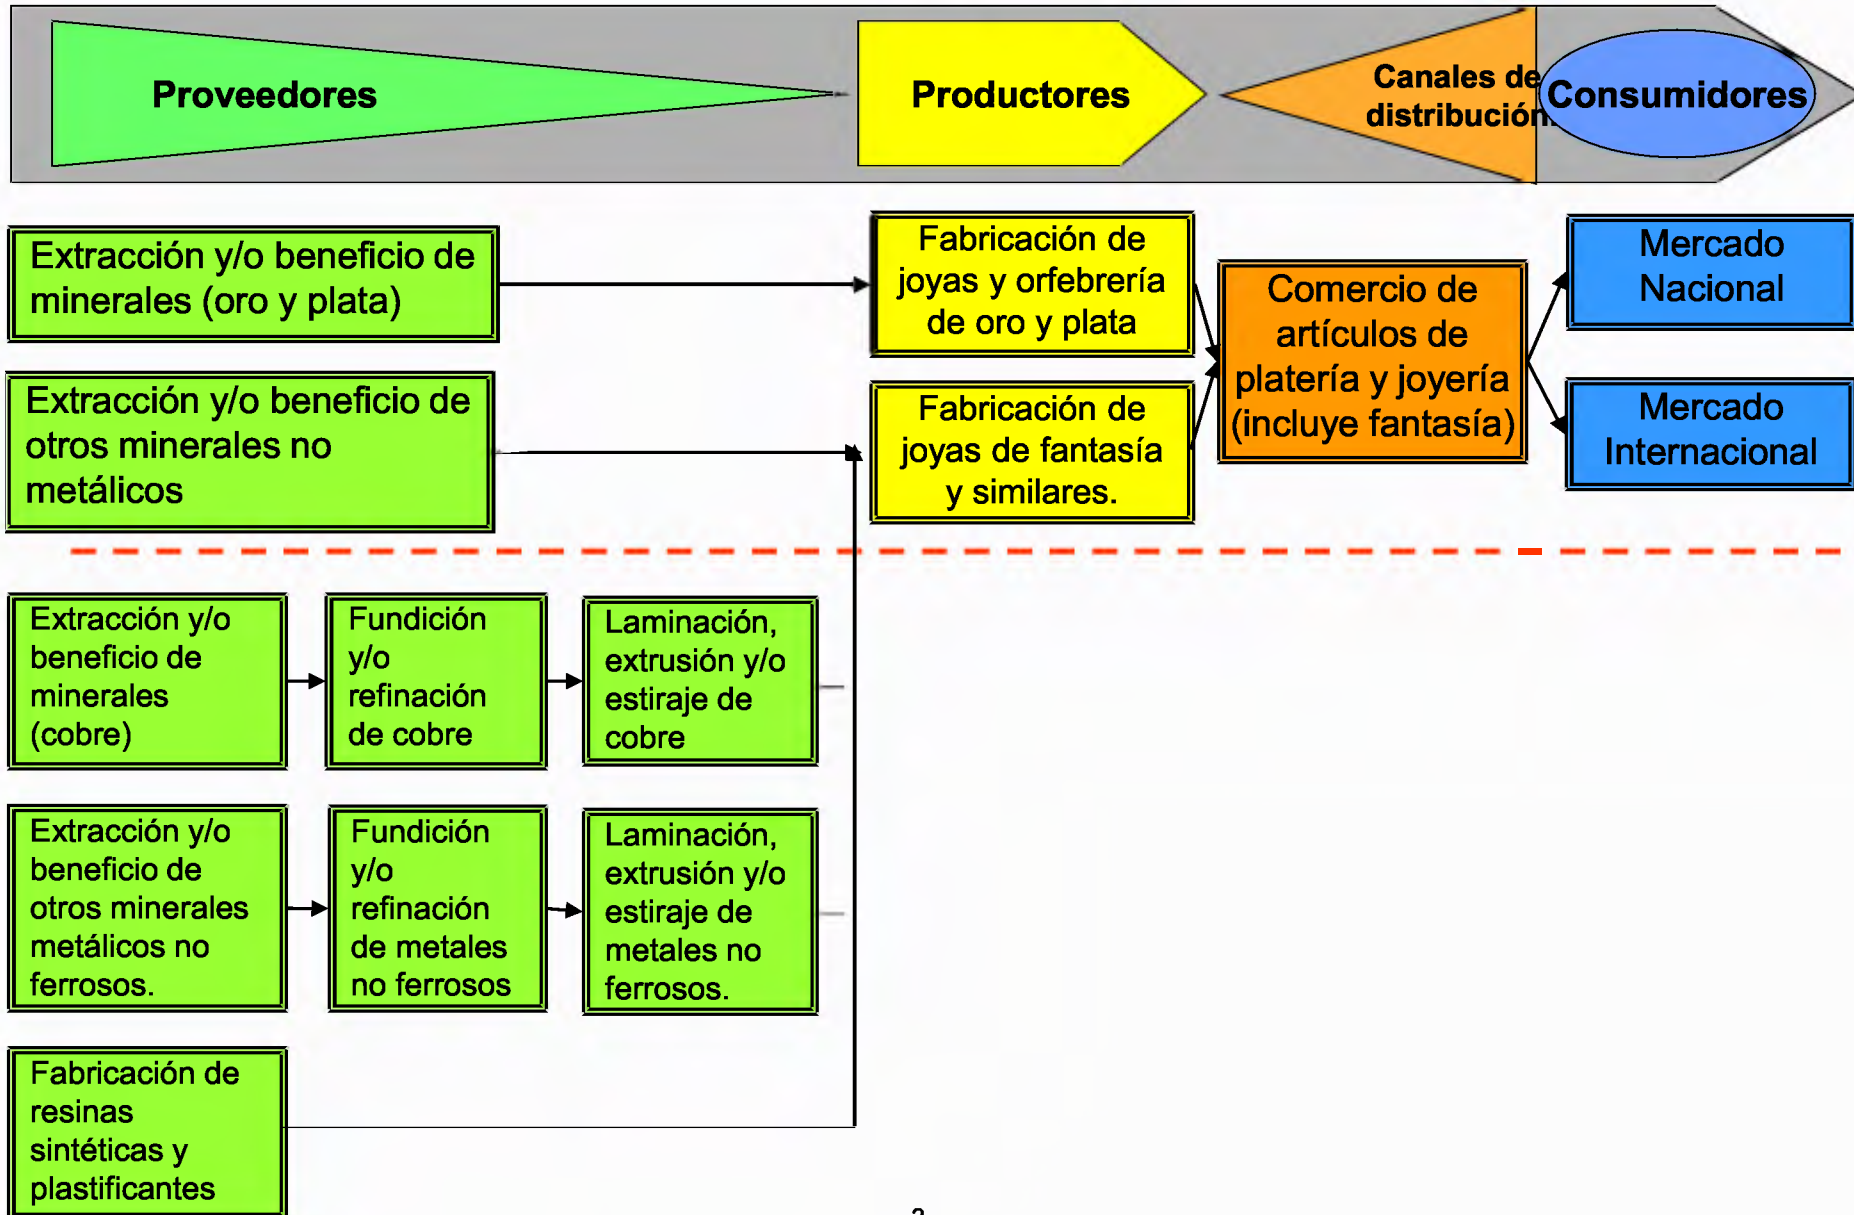 Proveedores
Productores
Canales de
distribución.
Consumidores
Extracción y/o beneficio de
minerales (oro y plata)
Fabricación de
joyas y orfebrería
de oro y plata
Comercio de
artículos de
platería y joyería
(incluye fantasía)
Mercado
Nacional
Extracción y/o beneficio de
otros minerales no
metálicos
Fabricación de
joyas de fantasía
y similares.
Mercado
Internacional
Extracción y/o
beneficio de
minerales
(cobre)
Fundición
y/o
refinación
de cobre
Laminación,
extrusión y/o
estiraje de
cobre
Extracción y/o
beneficio de
otros minerales
metálicos no
ferrosos.
Fundición
y/o
refinación
de metales
no ferrosos
Laminación,
extrusión y/o
estiraje de
metales no
ferrosos.
Fabricación de
resinas
sintéticas y
plastificantes